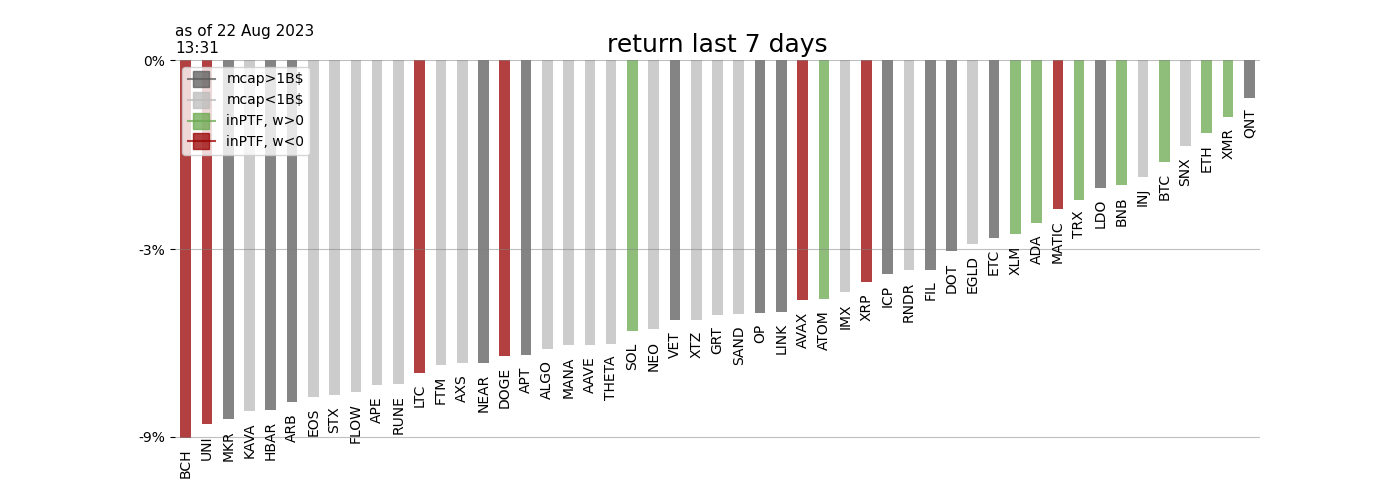 as of 22 Aug 2023
13:31
return last 7 days
0%
-3%
-9%
mcap>1B$
mcap<1B$
inPTF, w>0
inPTF, w<0
BCH
UNI
MKR
KAVA
HBAR
ARB
EOS
STX
FLOW
APE
RUNE
LTC
FTM
AXS
NEAR
DOGE
APT
ALGO
MANA
AAVE
THETA
SOL
NEO
VET
XTZ
GRT
SAND
OP
LINK
AVAX
ATOM
IMX
XRP
ICP
RNDR
FIL
DOT
EGLD
ETC
XLM
ADA
MATIC
TRX
LDO
BNB
INJ
BTC
SNX
ETH
XMR
QNT